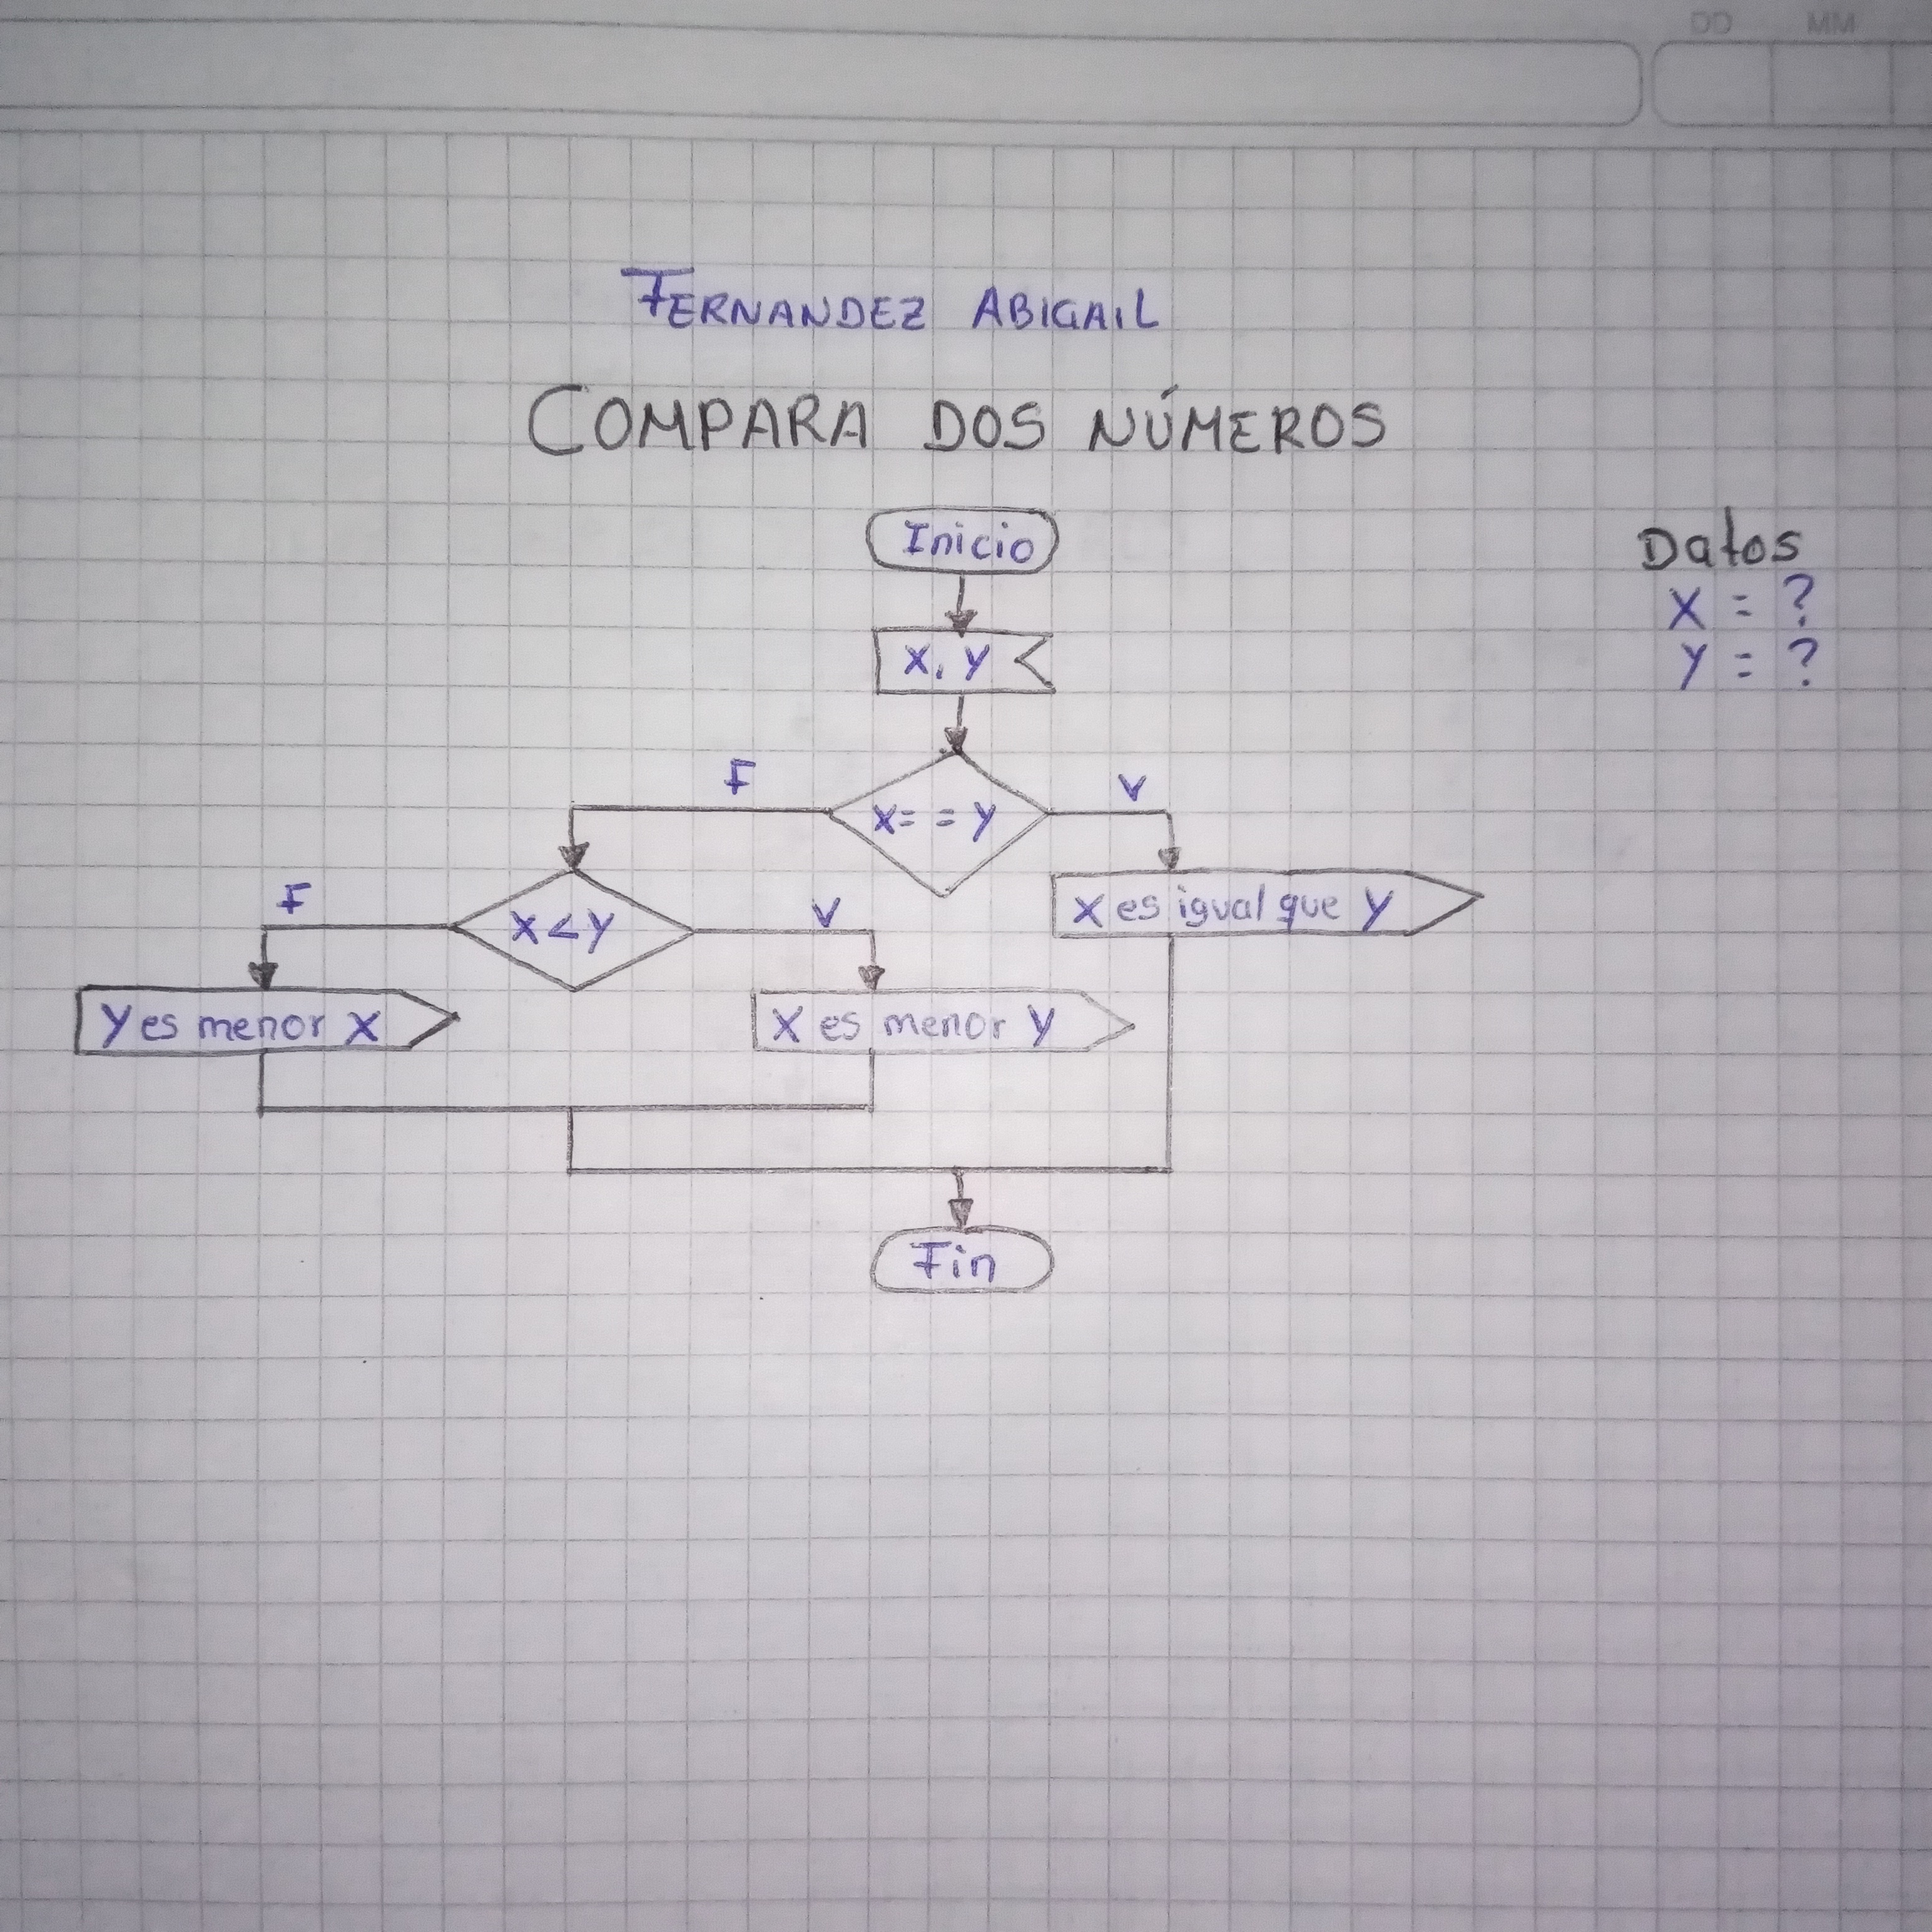 DD MM
FERNANDEZ ABIGAIL
COMPARA DOS NÚMEROS
Inicio
Datos
X = ?
Y = ?
X, Y
F
V
X= = Y
F
X < Y
V
X es igual que Y
Y es menor X
X es menor Y
Fin